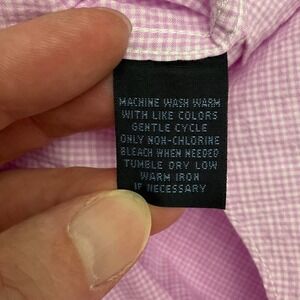 MACHINE WASH WARM
WITH LIKE COLORS
GENTLE CYCLE
ONLY NON-CHLORINE
BLEACH WHEN NEEDED
TUMBLE DRY LOW
WARM IRON
IF NECESSARY